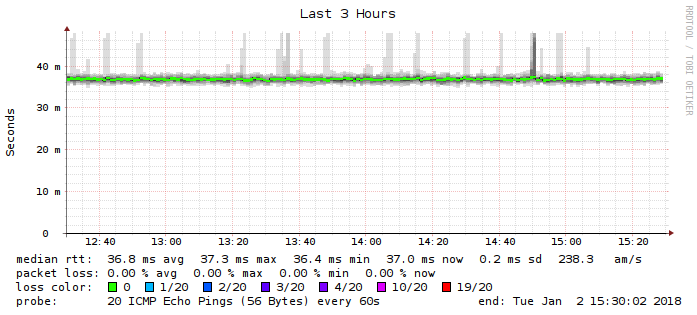 Last 3 Hours
RRDTOOL / TOBI OETIKER
Seconds
40 m
30 m
20 m
10 m
0
12:40 13:00 13:20 13:40 14:00 14:20 14:40 15:00 15:20
median rtt: 36.8 ms avg 37.3 ms max 36.4 ms min 37.0 ms now 0.2 ms sd 238.3 am/s
packet loss: 0.00 % avg 0.00 % max 0.00 % min 0.00 % now
loss color: 0 1/20 2/20 3/20 4/20 10/20 19/20
probe: 20 ICMP Echo Pings (56 Bytes) every 60s end: Tue Jan 2 15:30:02 2018